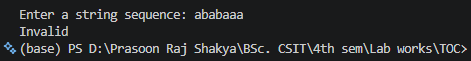 Enter a string sequence: ababaaa
Invalid
(base) PS D:\Prasoon Raj Shakya\BSc. CSIT\4th sem\Lab works\TOC>